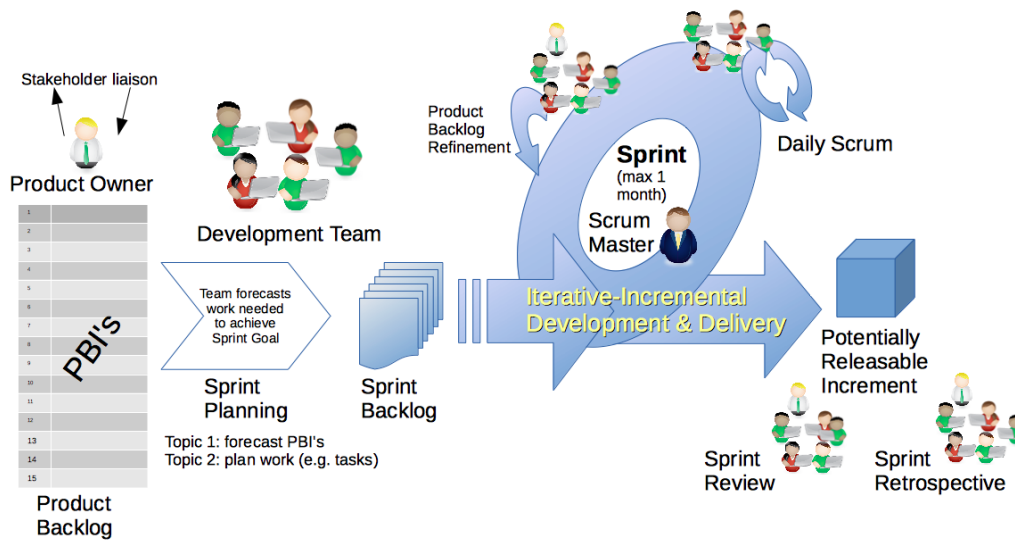 Stakeholder liaison
Product Owner
1
2
3
4
5
6
7
8
9
10
11
12
13
14
15
PBI's
Product
Backlog
Development Team
Team forecasts
work needed
to achieve
Sprint Goal
Sprint
Planning
Topic 1: forecast PBI's
Topic 2: plan work (e.g. tasks)
Sprint
Backlog
Product
Backlog
Refinement
Sprint
(max 1
month)
Scrum
Master
Daily Scrum
Iterative-Incremental
Development & Delivery
Potentially
Releasable
Increment
Sprint
Review
Sprint
Retrospective